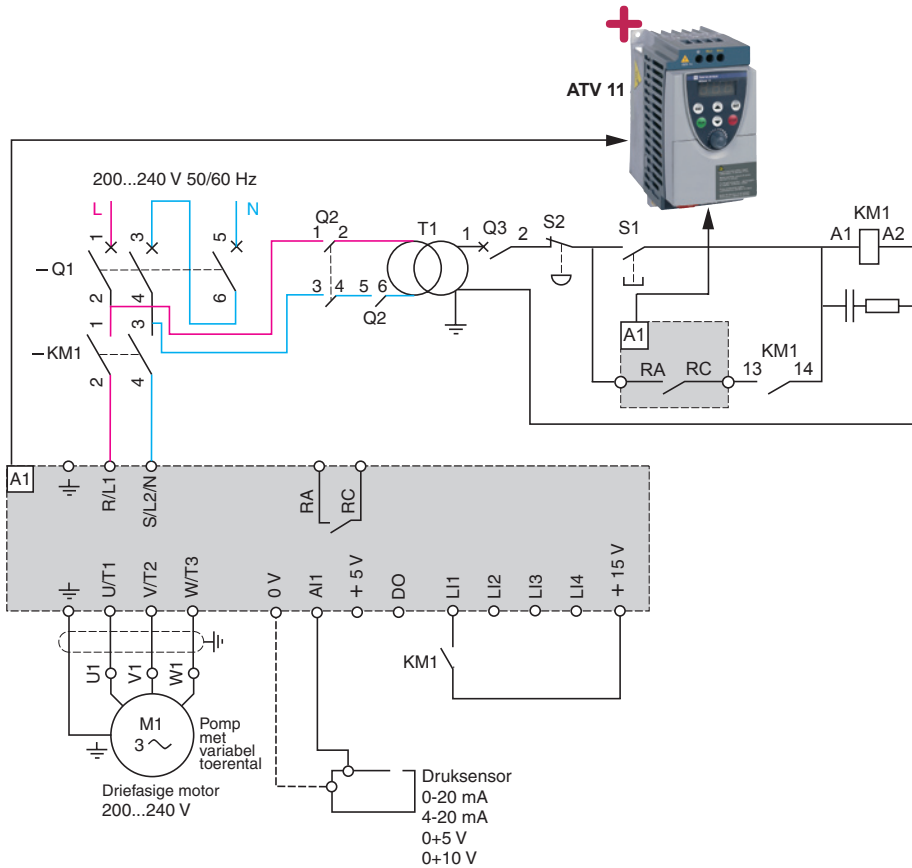 ATV 11
200...240 V 50/60 Hz
L
N
1
3
5
–Q1
2
4
6
1
3
–KM1
2
4
Q2
1
2
3
4
5
6
Q2
T1
1
Q3
2
S2
S1
KM1
A1
A2
A1
RA
RC
KM1
13
14
A1
R/L1
S/L2/N
RA
RC
U/T1
V/T2
W/T3
0 V
AI1
+ 5 V
DO
LI1
LI2
LI3
LI4
+ 15 V
KM1
U1
V1
W1
M1
3
Pomp
met
variabel
toerental
Driefasige motor
200...240 V
Druksensor
0-20 mA
4-20 mA
0+5 V
0+10 V